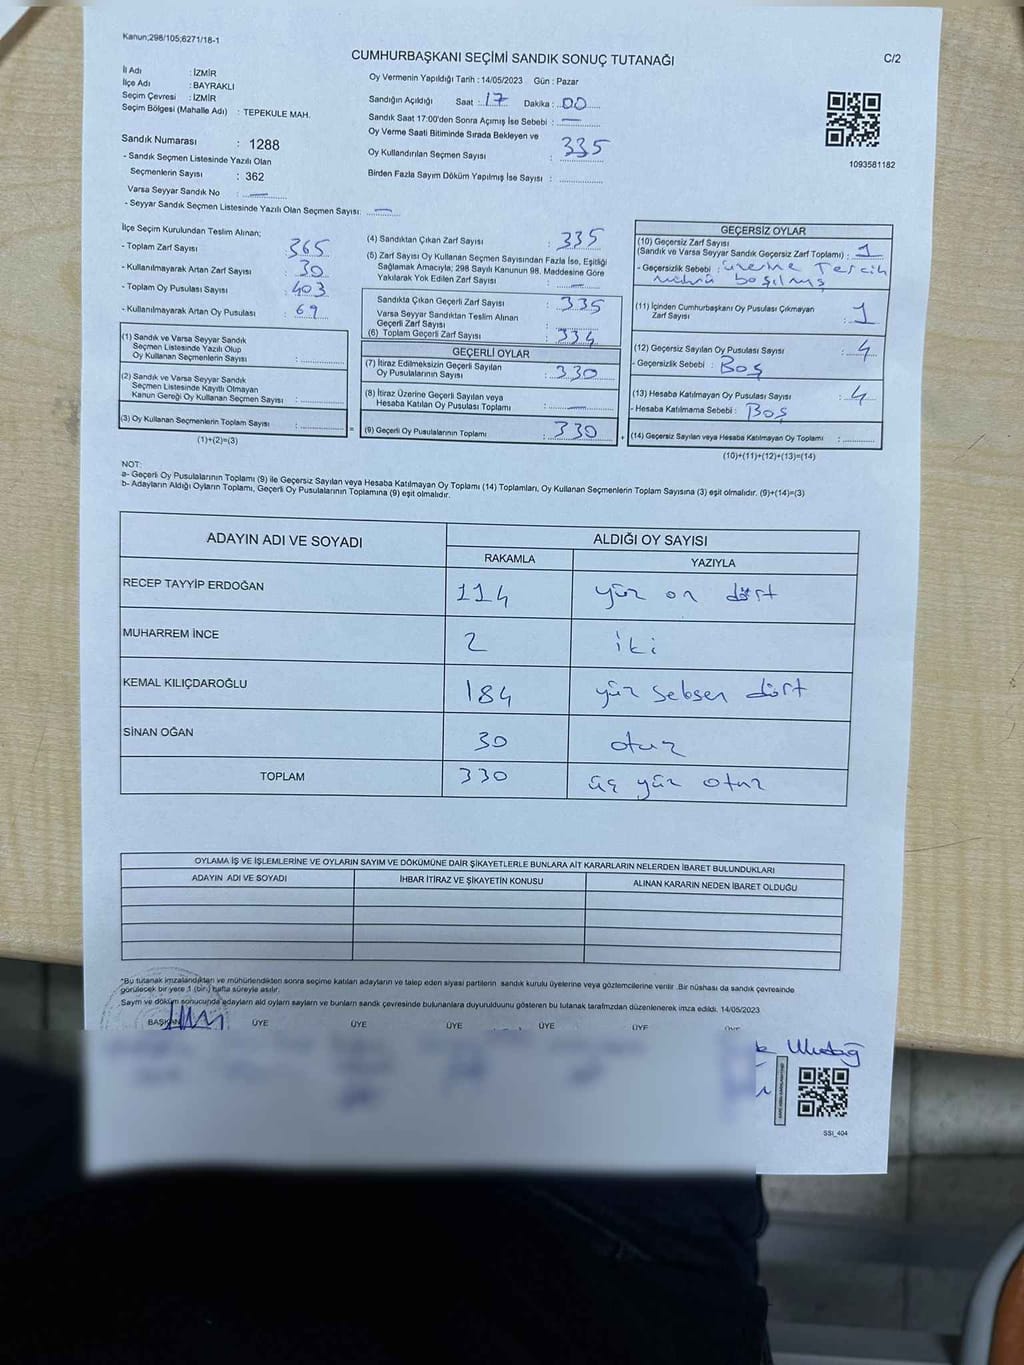 Kanun;298/105;6271/18-1
CUMHURBAŞKANI SEÇİMİ SANDIK SONUÇ TUTANAĞI
C/2
İl Adı : İZMİR
İlçe Adı : BAYRAKLI
Seçim Çevresi : İZMİR
Seçim Bölgesi (Mahalle Adı) : TEPEKULE MAH.
Sandık Numarası : 1288
- Sandık Seçmen Listesinde Yazılı Olan
Seçmenlerin Sayısı : 362
Varsa Seyyar Sandık No : —
- Seyyar Sandık Seçmen Listesinde Yazılı Olan Seçmen Sayısı: —
Oy Vermenin Yapıldığı Tarih : 14/05/2023 Gün : Pazar
Sandığın Açıldığı Saat : 17 Dakika : 00
Sandık Saat 17:00'den Sonra Açımış İse Sebebi : —
Oy Verme Saati Bitiminde Sırada Bekleyen ve
Oy Kullandırılan Seçmen Sayısı : 335
Birden Fazla Sayım Döküm Yapılmış İse Sayısı :
1093581182
İlçe Seçim Kurulundan Teslim Alınan;
- Toplam Zarf Sayısı : 365
- Kullanılmayarak Artan Zarf Sayısı : 30
- Toplam Oy Pusulası Sayısı : 403
- Kullanılmayarak Artan Oy Pusulası : 69
(1) Sandık ve Varsa Seyyar Sandık
Seçmen Listesinde Yazılı Olup
Oy Kullanan Seçmenlerin Sayısı :
(2) Sandık ve Varsa Seyyar Sandık
Seçmen Listesinde Kayıtlı Olmayan
Kanun Gereği Oy Kullanan Seçmen Sayısı :
(3) Oy Kullanan Seçmenlerin Toplam Sayısı :
(1)+(2)=(3)
(4) Sandıktan Çıkan Zarf Sayısı : 335
(5) Zarf Sayısı Oy Kullanan Seçmen Sayısından Fazla İse, Eşitliği
Sağlamak Amacıyla; 298 Sayılı Kanunun 98. Maddesine Göre
Yakılarak Yok Edilen Zarf Sayısı : —
Sandıkta Çıkan Geçerli Zarf Sayısı : 335
Varsa Seyyar Sandıktan Teslim Alınan
Geçerli Zarf Sayısı :
(6) Toplam Geçerli Zarf Sayısı : 334
GEÇERLİ OYLAR
(7) İtiraz Edilmeksizin Geçerli Sayılan
Oy Pusulalarının Sayısı : 330
(8) İtiraz Üzerine Geçerli Sayılan veya
Hesaba Katılan Oy Pusulası Toplamı : —
= (9) Geçerli Oy Pusulalarının Toplamı : 330 +
GEÇERSİZ OYLAR
(10) Geçersiz Zarf Sayısı
(Sandık ve Varsa Seyyar Sandık Geçersiz Zarf Toplamı) : 1
- Geçersizlik Sebebi : üzerine Tercih
mührü basılmış
(11) İçinden Cumhurbaşkanı Oy Pusulası Çıkmayan
Zarf Sayısı : 1
(12) Geçersiz Sayılan Oy Pusulası Sayısı : 4
- Geçersizlik Sebebi : Boş
(13) Hesaba Katılmayan Oy Pusulası Sayısı : 4
- Hesaba Katılmama Sebebi : Boş
(14) Geçersiz Sayılan veya Hesaba Katılmayan Oy Toplamı :
(10)+(11)+(12)+(13)=(14)
NOT:
a- Geçerli Oy Pusulalarının Toplamı (9) ile Geçersiz Sayılan veya Hesaba Katılmayan Oy Toplamı (14) Toplamları, Oy Kullanan Seçmenlerin Toplam Sayısına (3) eşit olmalıdır. (9)+(14)=(3)
b- Adayların Aldığı Oyların Toplamı, Geçerli Oy Pusulalarının Toplamına (9) eşit olmalıdır.
ADAYIN ADI VE SOYADI
ALDIĞI OY SAYISI
RAKAMLA YAZIYLA
RECEP TAYYİP ERDOĞAN 114 yüz on dört
MUHARREM İNCE 2 iki
KEMAL KILIÇDAROĞLU 184 yüz seksen dört
SİNAN OĞAN 30 otuz
TOPLAM 330 üç yüz otuz
OYLAMA İŞ VE İŞLEMLERİNE VE OYLARIN SAYIM VE DÖKÜMÜNE DAİR ŞİKAYETLERLE BUNLARA AİT KARARLARIN NELERDEN İBARET BULUNDUKLARI
ADAYIN ADI VE SOYADI İHBAR İTİRAZ VE ŞİKAYETİN KONUSU ALINAN KARARIN NEDEN İBARET OLDUĞU
*Bu tutanak imzalandıktan ve mühürlendikten sonra seçime katılan adayların ve talep eden siyasi partilerin sandık kurulu üyelerine veya gözlemcilerine verilir .Bir nüshası da sandık çevresinde
görülecek bir yere 1 (bir) hafta süreyle asılır.
Sayım ve döküm sonucunda adayların ald oyların sayların ve bunların sandık çevresinde bulunanlara duyurulduunu gösteren bu tutanak tarafımızdan düzenlenerek imza edildi. 14/05/2023
BAŞKAN ÜYE ÜYE ÜYE ÜYE ÜYE ÜYE
Uludağ
SSİ_404